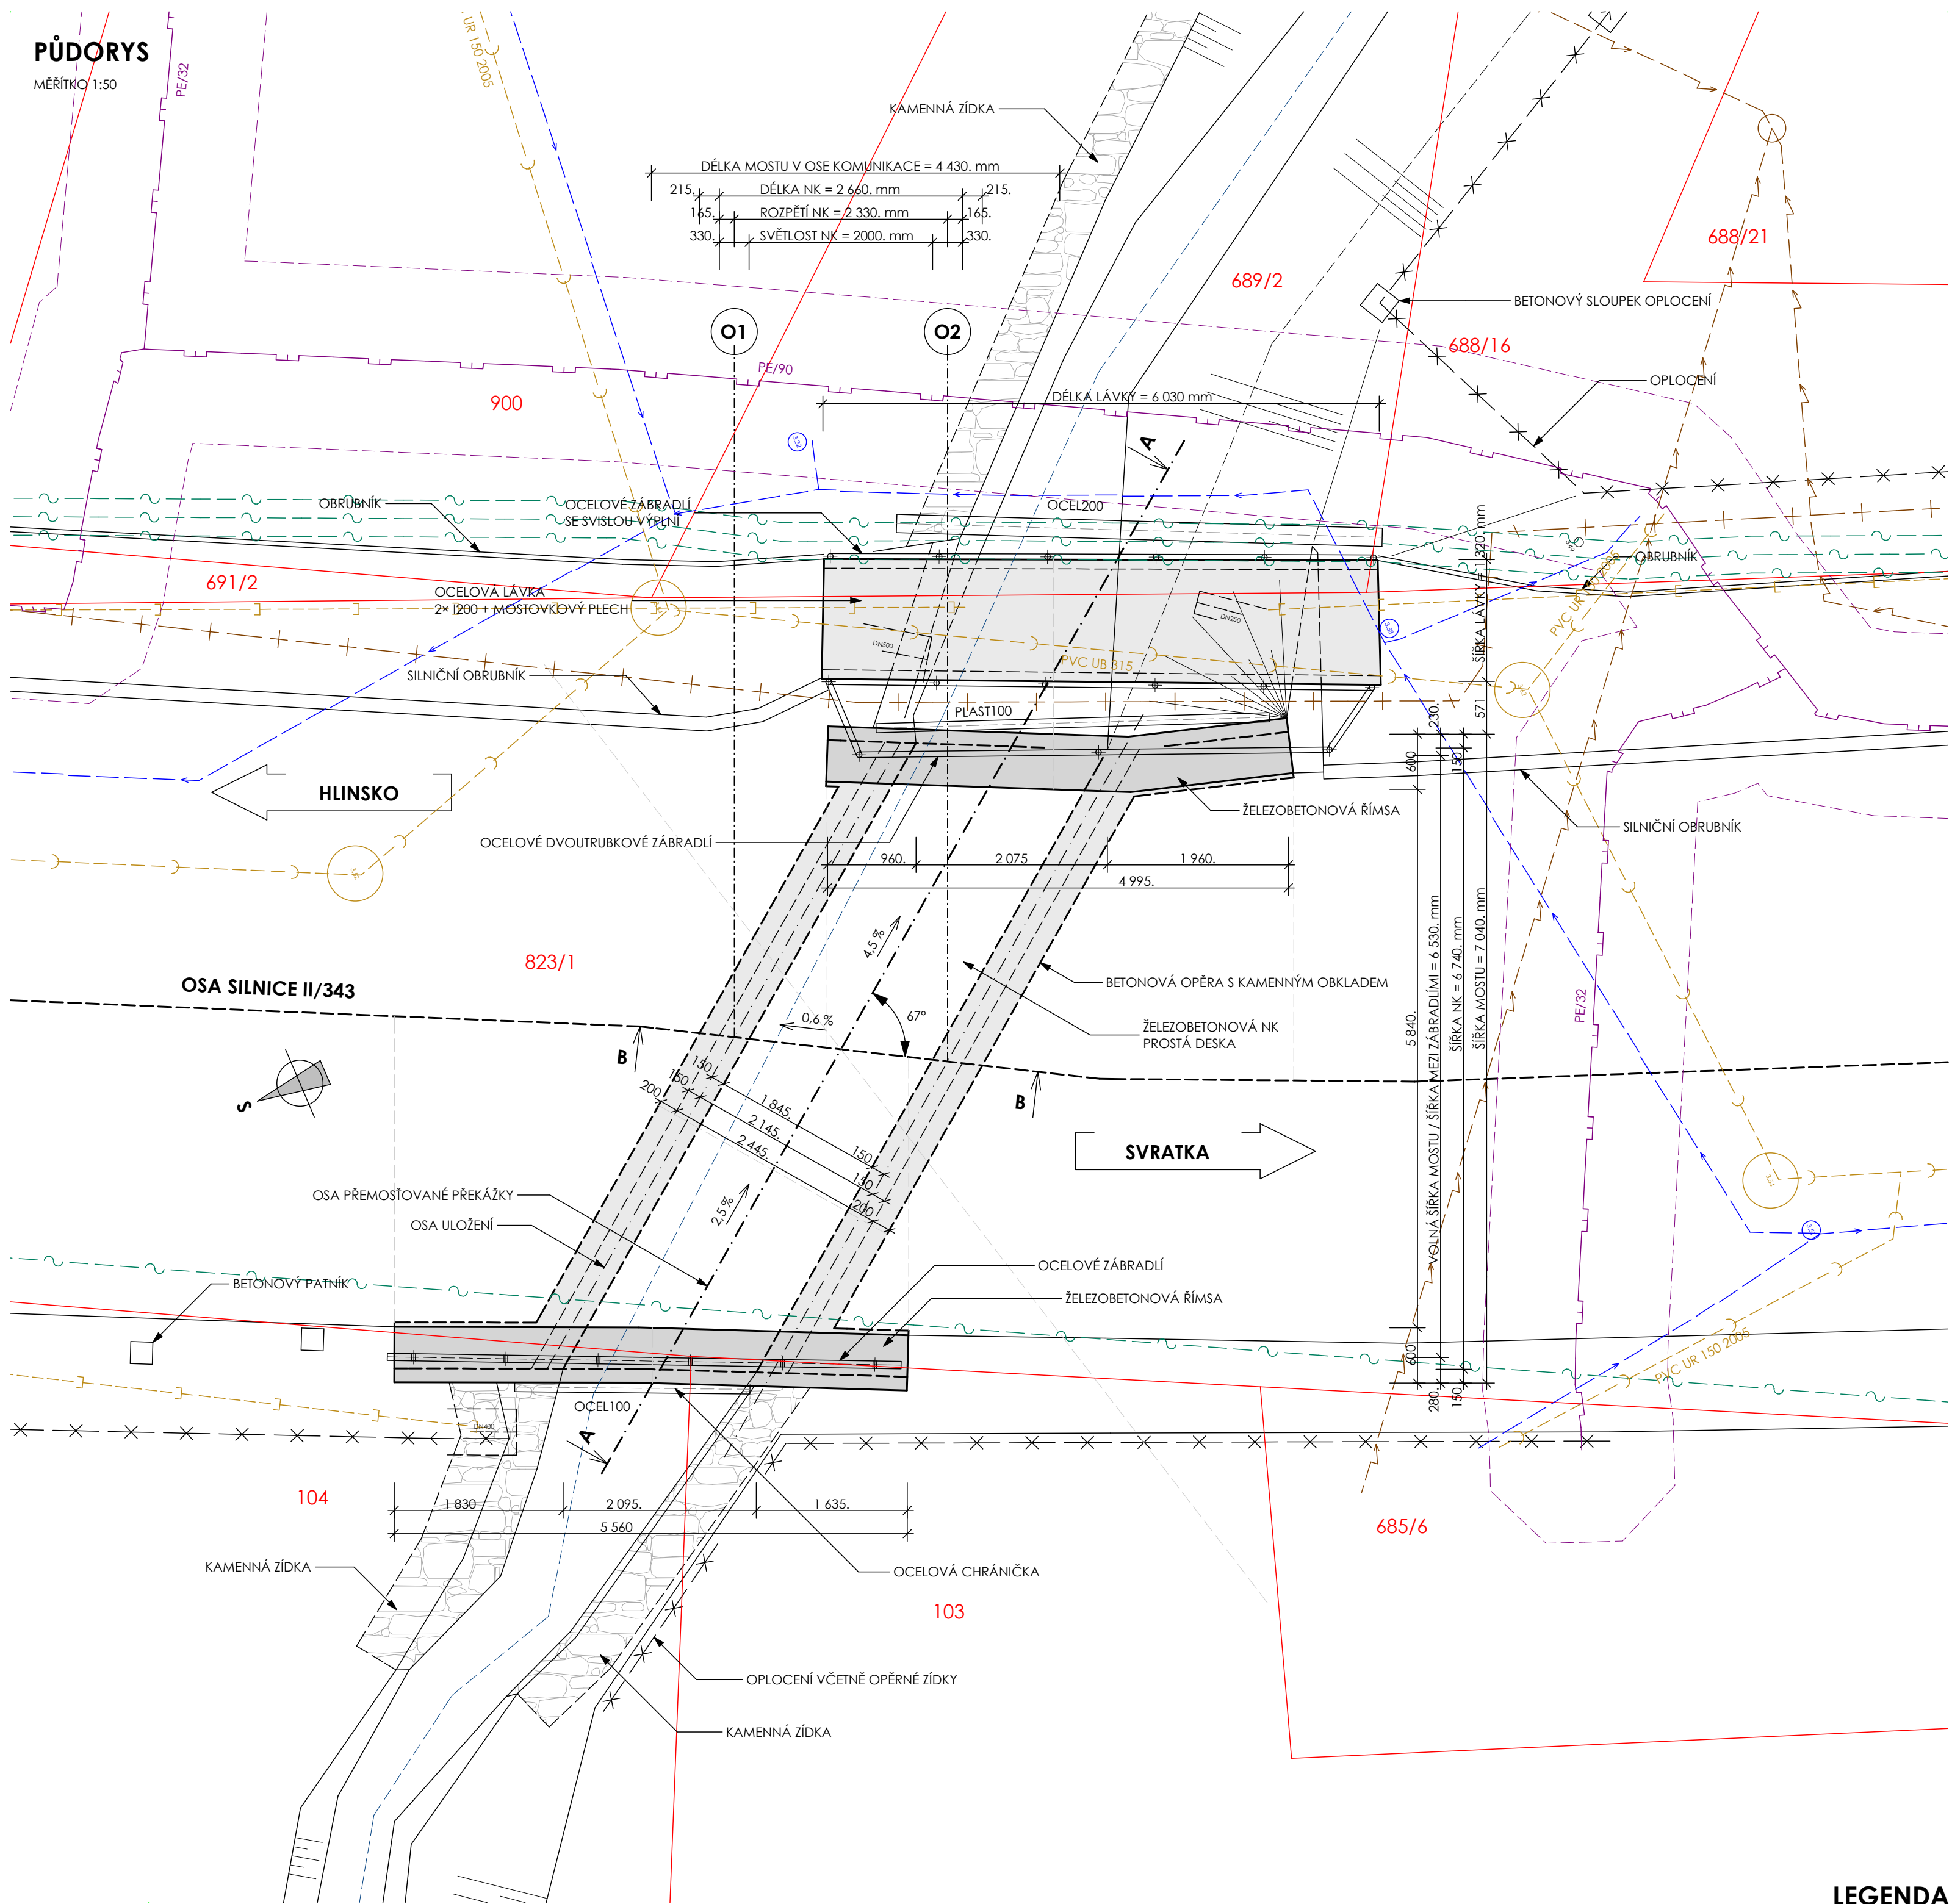 PŮDORYS
MĚŘÍTKO 1:50
PE/32
UR 150 2005
KAMENNÁ ZÍDKA
DÉLKA MOSTU V OSE KOMUNIKACE = 4 430. mm
215. DÉLKA NK = 2 660. mm 215.
165. ROZPĚTÍ NK = 2 330. mm 165.
330. SVĚTLOST NK = 2000. mm 330.
688/21
689/2
BETONOVÝ SLOUPEK OPLOCENÍ
O1
O2
688/16
PE/90
OPLOCENÍ
900
DÉLKA LÁVKY = 6 030 mm
A
3.32
OBRUBNÍK
OCELOVÉ ZÁBRADLÍ
SE SVISLOU VÝPLNÍ
OCEL200
OBRUBNÍK
691/2
OCELOVÁ LÁVKA
2× I200 + MOSTOVKOVÝ PLECH
DN250
DN500
3.58
PVC UB 315
ŠÍŘKA LÁVKY = 1 320. mm
SILNIČNÍ OBRUBNÍK
PLAST100
571
230.
600
150
HLINSKO
ŽELEZOBETONOVÁ ŘÍMSA
SILNIČNÍ OBRUBNÍK
OCELOVÉ DVOUTRUBKOVÉ ZÁBRADLÍ
960. 2 075 1 960.
4 995.
4,5 %
823/1
OSA SILNICE II/343
BETONOVÁ OPĚRA S KAMENNÝM OBKLADEM
0,6 %
67°
ŽELEZOBETONOVÁ NK
PROSTÁ DESKA
5 840.
VOLNÁ ŠÍŘKA MOSTU / ŠÍŘKA MEZI ZÁBRADLÍMI = 6 530. mm
ŠÍŘKA NK = 6 740. mm
ŠÍŘKA MOSTU = 7 040. mm
PE/32
B
B
S
150 1 845. 150
150 2 145. 150
200 2 445. 200
SVRATKA
3.54
OSA PŘEMOSŤOVANÉ PŘEKÁŽKY
2,5 %
OSA ULOŽENÍ
OCELOVÉ ZÁBRADLÍ
BETONOVÝ PATNÍK
ŽELEZOBETONOVÁ ŘÍMSA
PVC UR 150 2005
600
280.
150
OCEL100
DN400
A
104
1 830 2 095. 1 635.
5 560
685/6
KAMENNÁ ZÍDKA
OCELOVÁ CHRÁNIČKA
103
OPLOCENÍ VČETNĚ OPĚRNÉ ZÍDKY
KAMENNÁ ZÍDKA
LEGENDA